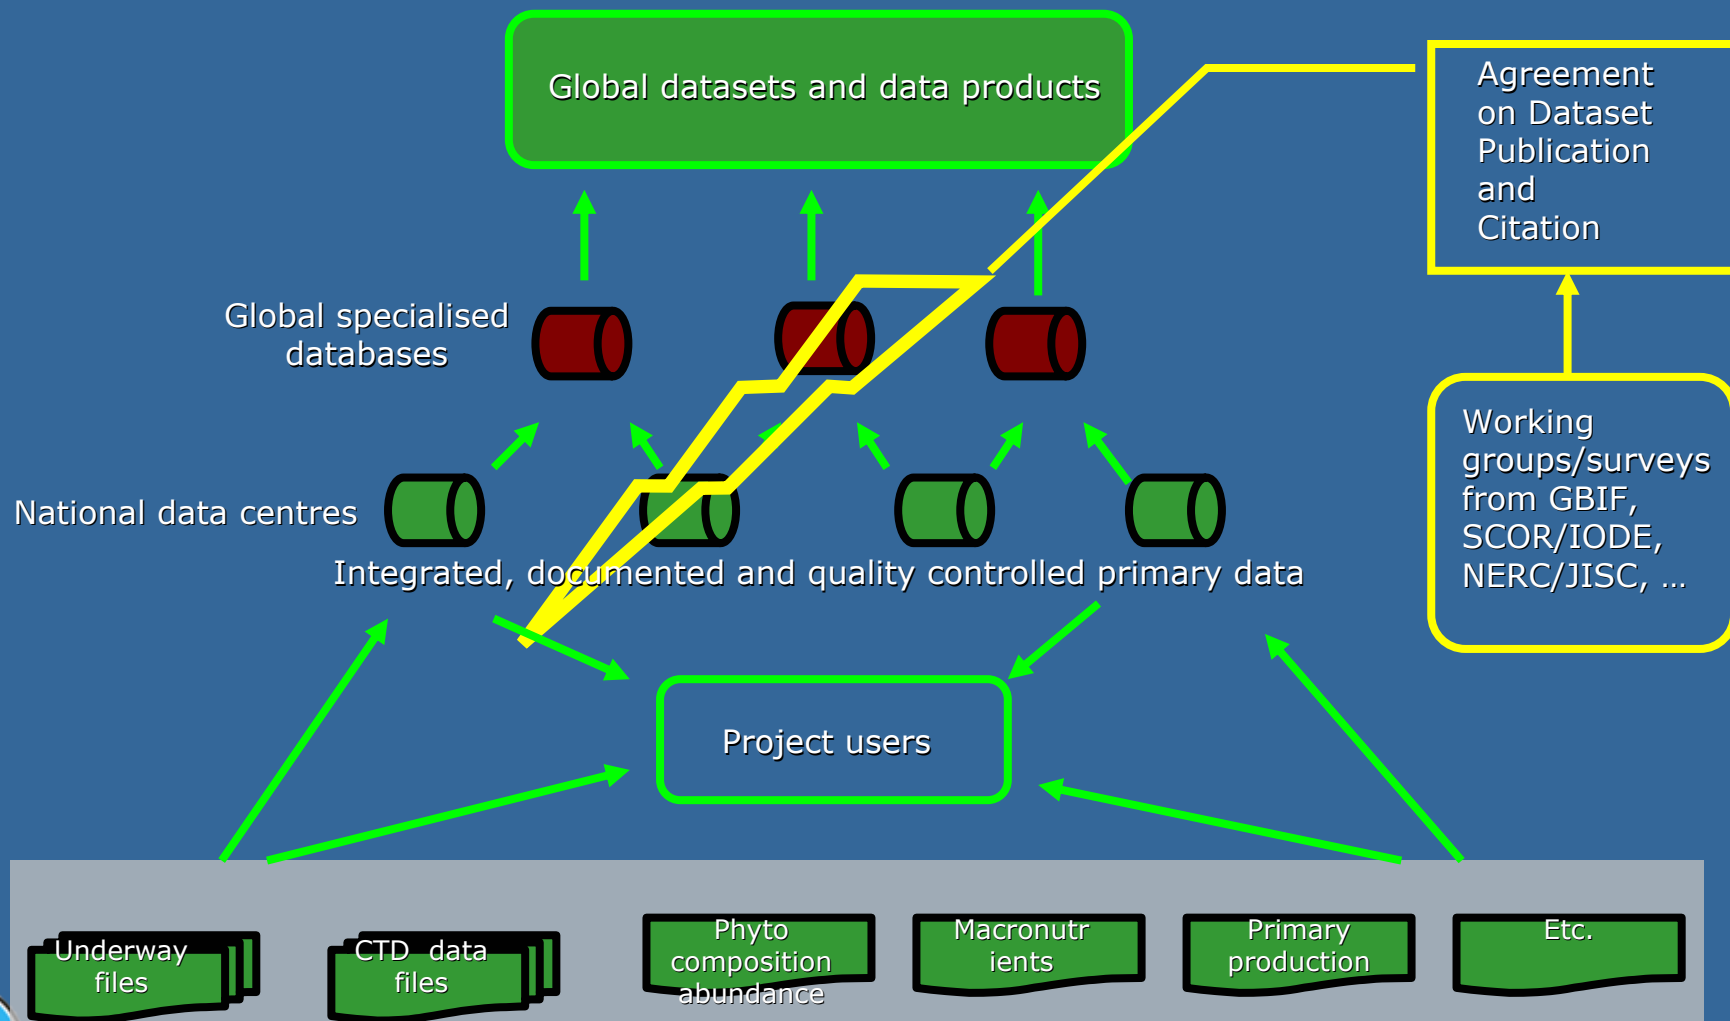 Global datasets and data products
Agreement
on Dataset
Publication
and
Citation
Global specialised
databases
Working
groups/surveys
from GBIF,
SCOR/IODE,
NERC/JISC, ...
National data centres
Integrated, documented and quality controlled primary data
Project users
Underway
files
CTD  data
files
Phyto
composition
abundance
Macronutr
ients
Primary
production
Etc.